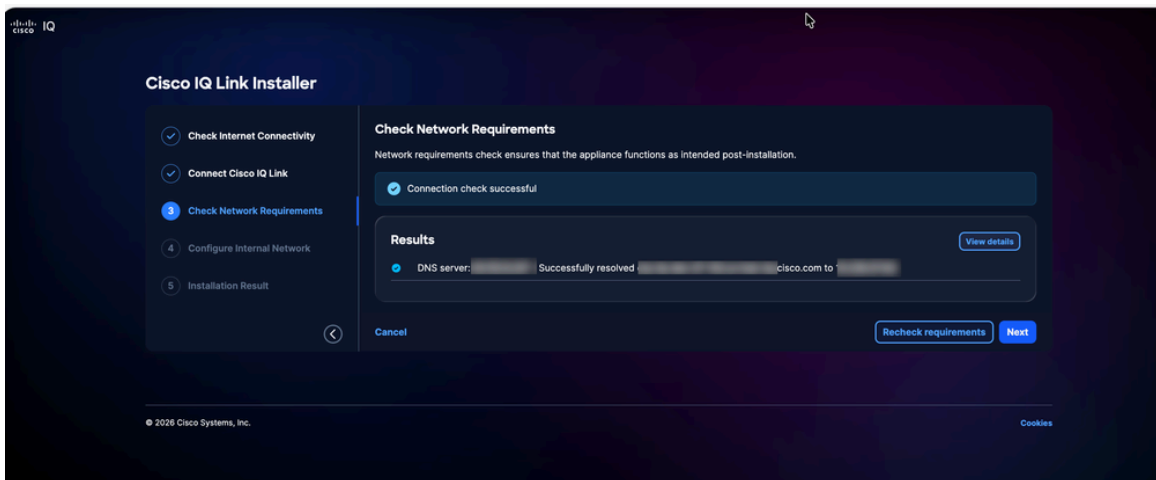 cisco IQ
Cisco IQ Link Installer
Check Internet Connectivity
Connect Cisco IQ Link
3 Check Network Requirements
4 Configure Internal Network
5 Installation Result
Check Network Requirements
Network requirements check ensures that the appliance functions as intended post-installation.
Connection check successful
Results
View details
DNS server: Successfully resolved cisco.com to
Cancel
Recheck requirements
Next
© 2026 Cisco Systems, Inc.
Cookies